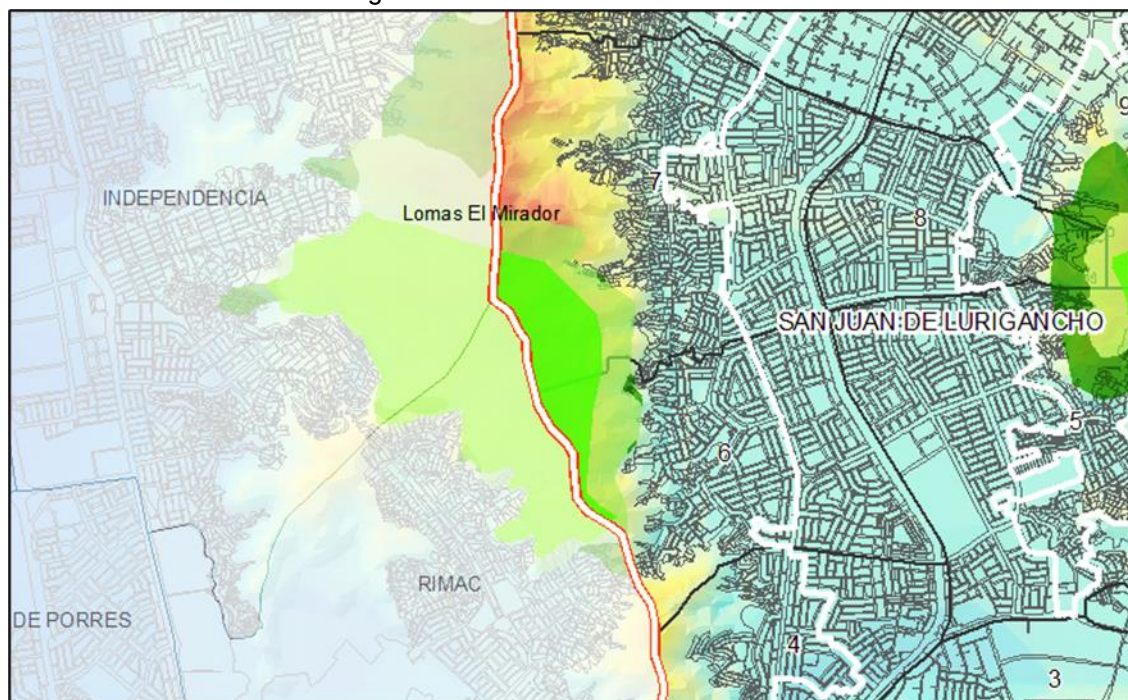 9
INDEPENDENCIA
7
Lomas El Mirador
8
SAN JUAN DE LURIGANCHO
5
6
RIMAC
DE PORRES
4
3